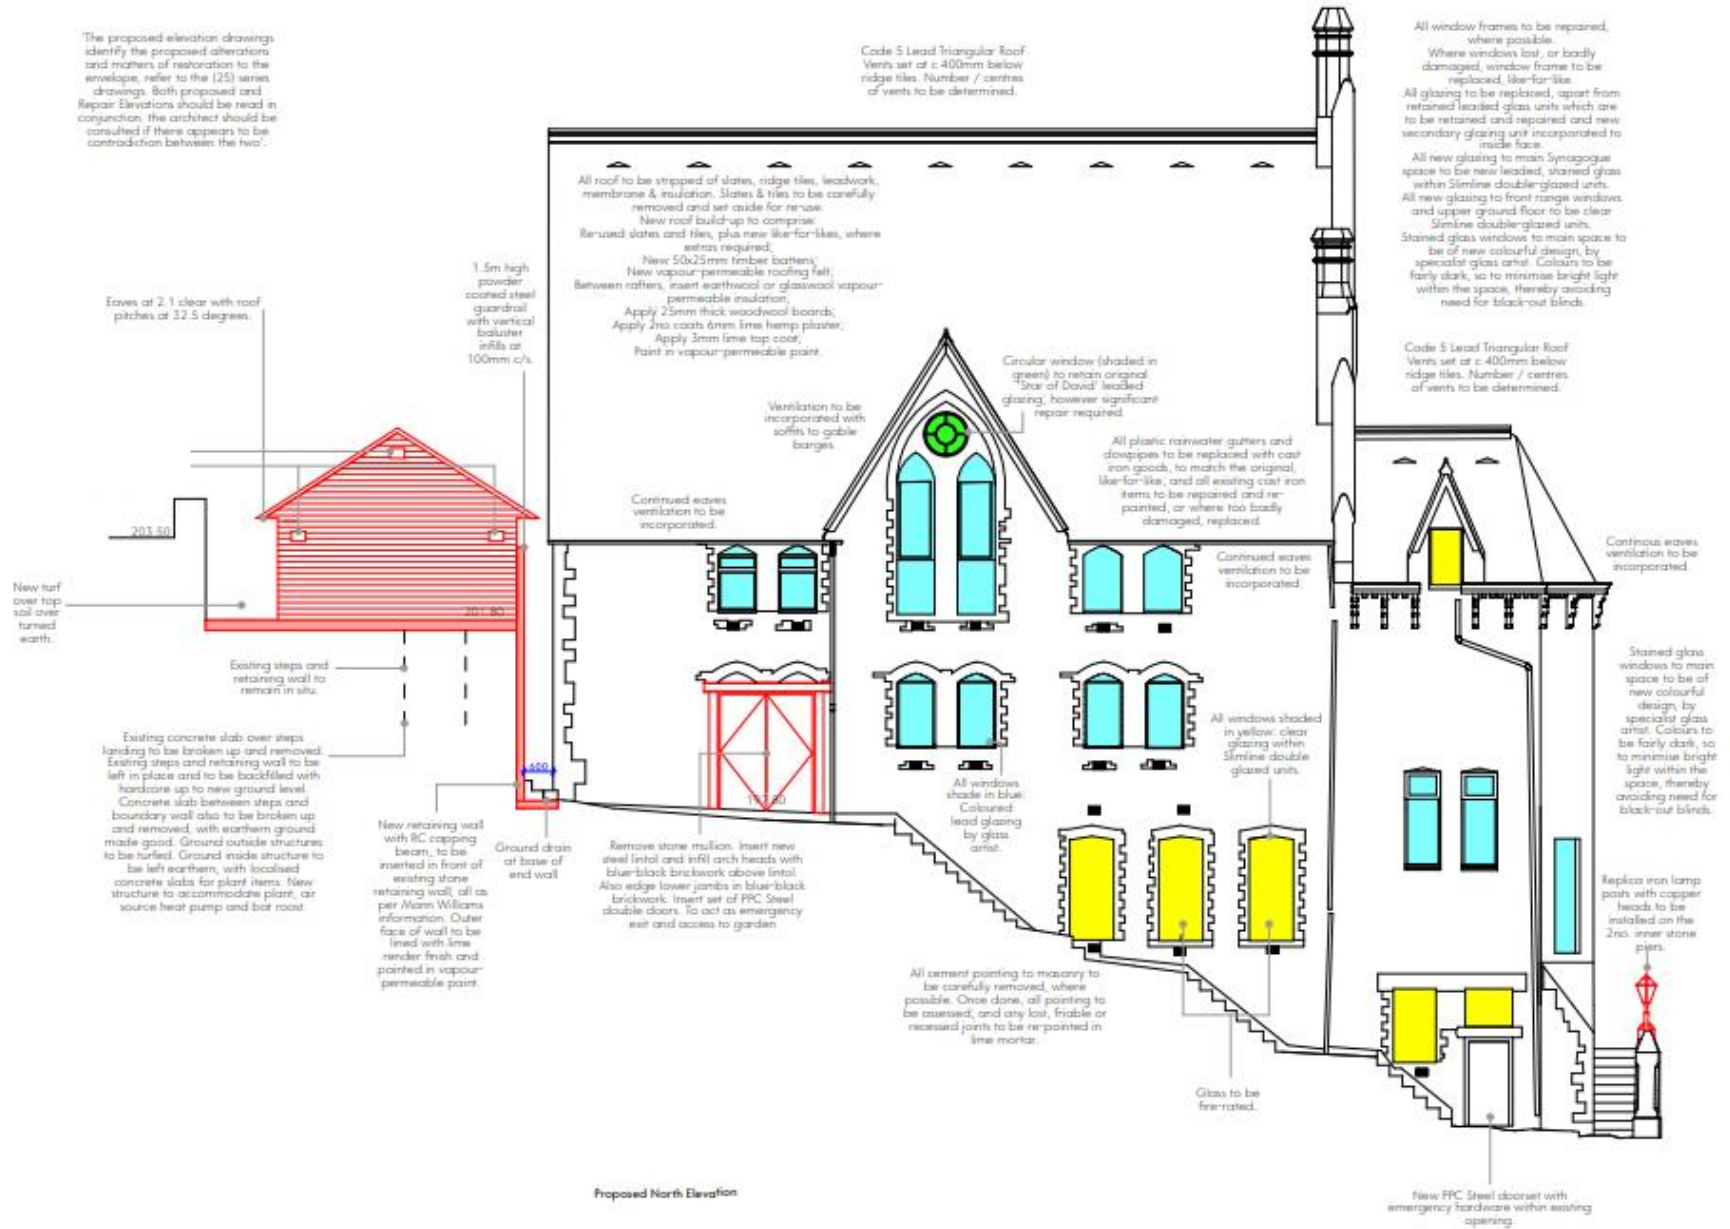 'The proposed elevation drawings
identify the proposed alterations
and matters of restoration to the
envelope, refer to the (25) series
drawings. Both proposed and
Repair Elevations should be read in
conjunction. the architect should be
consulted if there appears to be
contradiction between the two'.
Code 5 Lead Triangular Roof
Vents set at c.400mm below
ridge tiles. Number / centres
of vents to be determined.
All window frames to be repaired,
where possible.
Where windows lost, or badly
damaged, window frame to be
replaced, like-for-like.
All glazing to be replaced, apart from
retained leaded glass units which are
to be retained and repaired and new
secondary glazing unit incorporated to
inside face.
All new glazing to main Synagogue
space to be new leaded, stained glass
within Slimline double-glazed units.
All new glazing to front range windows
and upper ground floor to be clear
Slimline double-glazed units.
Stained glass windows to main space to
be of new colourful design, by
specialist glass artist. Colours to be
fairly dark, so to minimise bright light
within the space, thereby avoiding
need for black-out blinds.
All roof to be stripped of slates, ridge tiles, leadwork,
membrane & insulation. Slates & tiles to be carefully
removed and set aside for re-use.
New roof build-up to comprise:
Re-used slates and tiles, plus new like-for-likes, where
extras required;
New 50x25mm timber battens;
New vapour-permeable roofing felt;
Between rafters, insert earthwool or glasswool vapour-
permeable insulation;
Apply 25mm thick woodwool boards;
Apply 2no coats 6mm lime hemp plaster;
Apply 3mm lime top coat;
Paint in vapour-permeable paint.
1.5m high
powder
coated steel
guardrail
with vertical
baluster
infills at
100mm c/s.
Eaves at 2.1 clear with roof
pitches at 32.5 degrees.
Code 5 Lead Triangular Roof
Vents set at c.400mm below
ridge tiles. Number / centres
of vents to be determined.
Circular window (shaded in
green) to retain original
'Star of David' leaded
glazing; however significant
repair required.
Ventilation to be
incorporated with
soffits to gable
barges.
All plastic rainwater gutters and
dowpipes to be replaced with cast
iron goods, to match the original,
like-for-like, and all existing cast iron
items to be repaired and re-
painted, or where too badly
damaged, replaced.
Continued eaves
ventilation to be
incorporated.
203.50
Continued eaves
ventilation to be
incorporated.
Continous eaves
ventilation to be
incorporated.
New turf
over top
soil over
turned
earth.
201.80
Existing steps and
retaining wall to
remain in situ.
Stained glass
windows to main
space to be of
new colourful
design, by
specialist glass
artist. Colours to
be fairly dark, so
to minimise bright
light within the
space, thereby
avoiding need for
black-out blinds.
All windows shaded
in yellow: clear
glazing within
Slimline double
glazed units.
Existing concrete slab over steps
landing to be broken up and removed.
Existing steps and retaining wall to be
left in place and to be backfilled with
hardcore up to new ground level.
Concrete slab between steps and
boundary wall also to be broken up
and removed, with earthern ground
made good. Ground outside structures
to be turfed. Ground inside structure to
be left earthern, with localised
concrete slabs for plant items. New
structure to accommodate plant, air
source heat pump and bat roost.
600
All windows
shade in blue:
Coloured
lead glazing
by glass
artist.
New retaining wall
with RC capping
beam, to be
inserted in front of
existing stone
retaining wall, all as
per Mann Williams
information. Outer
face of wall to be
lined with lime
render finish and
painted in vapour-
permeable paint.
Ground drain
at base of
end wall
Remove stone mullion. Insert new
steel lintol and infill arch heads with
blue-black brickwork above lintol.
Also edge lower jambs in blue-black
brickwork. Insert set of PPC Steel
double doors. To act as emergency
exit and access to garden
Replica iron lamp
posts with copper
heads to be
installed on the
2no. inner stone
piers.
All cement pointing to masonry to
be carefully removed, where
possible. Once done, all pointing to
be assessed; and any lost, friable or
recessed joints to be re-pointed in
lime mortar.
Glass to be
fire-rated.
Proposed North Elevation
New PPC Steel doorset with
emergency hardware within existing
opening.